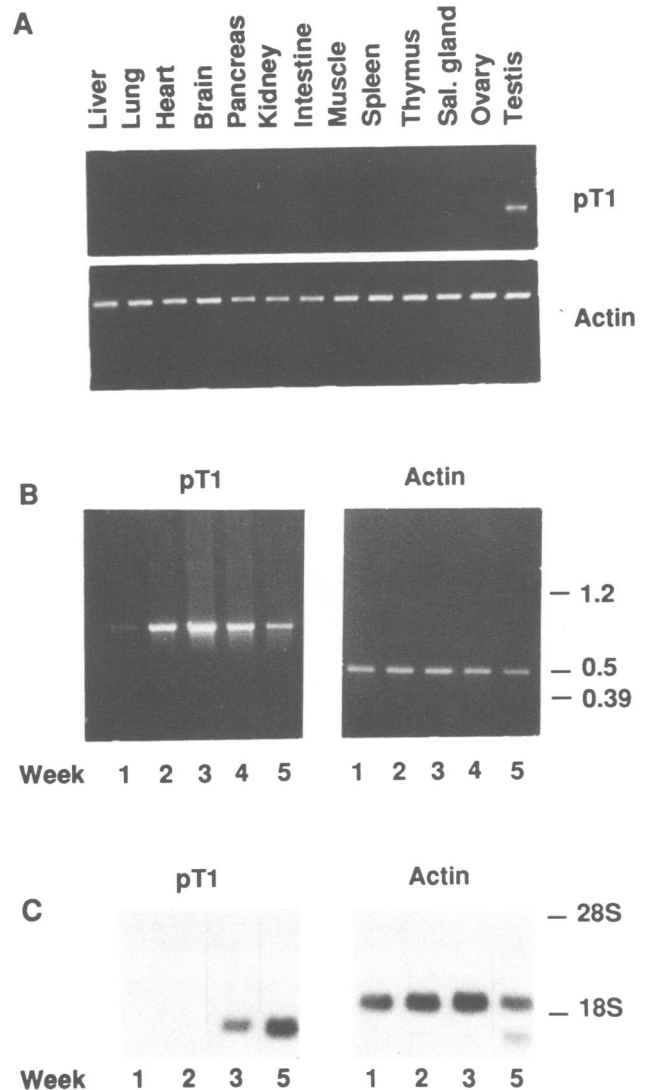 A
Liver Lung Heart Brain Pancreas Kidney Intestine Muscle Spleen Thymus Sal. gland Ovary Testis
pT1
Actin
B
pT1 Actin
— 1.2
— 0.5
— 0.39
Week 1 2 3 4 5 1 2 3 4 5
C
pT1 Actin
— 28S
— 18S
Week 1 2 3 5 1 2 3 5